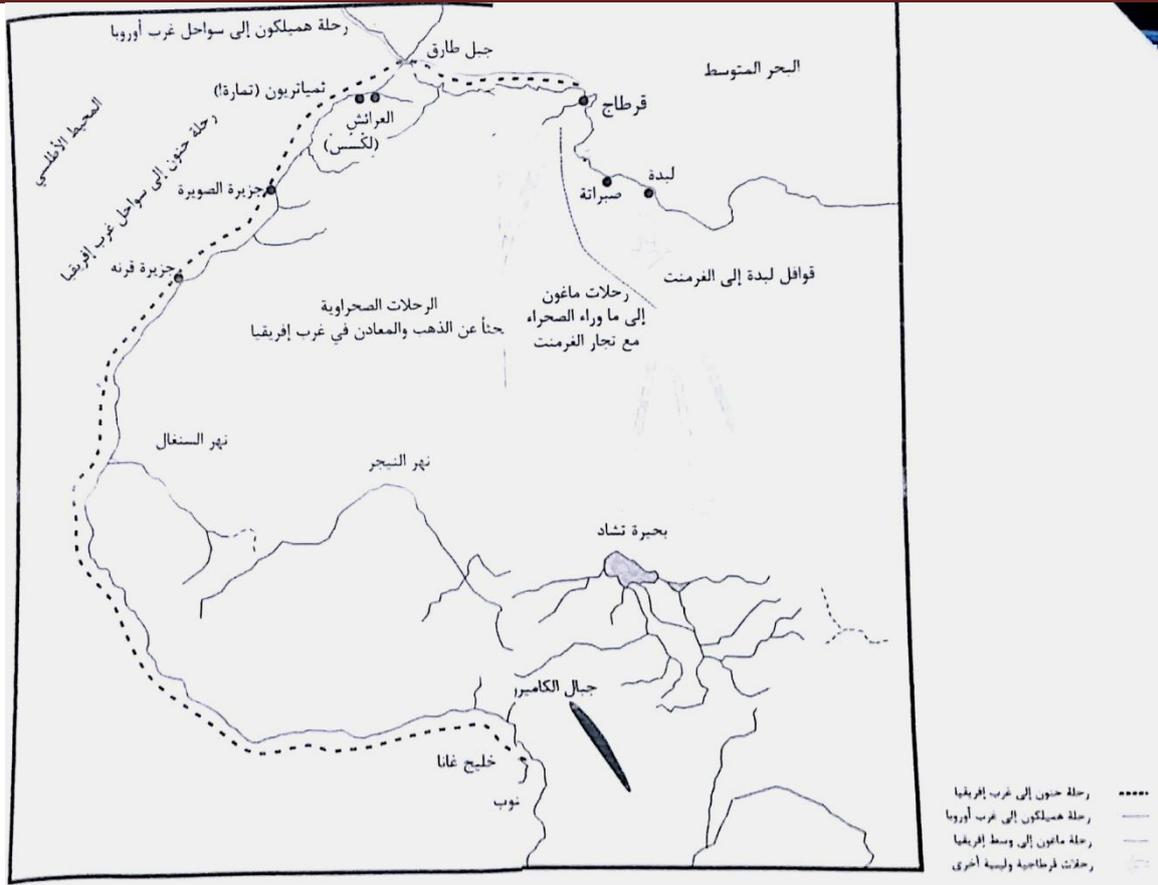 رحلة هميلكون إلى سواحل غرب أوروبا
جبل طارق
البحر المتوسط
ثمياتريون (تمارة!)
قرطاج
العرائش
(لكسس)
المحيط الأطلسي
رحلة حنون إلى سواحل غرب إفريقيا
جزيرة الصويرة
لبدة
صبراتة
جزيرة قرنه
قوافل لبدة إلى الغرمنت
رحلات ماغون
إلى ما وراء الصحراء
مع تجار الغرمنت
الرحلات الصحراوية
حثاً عن الذهب والمعادن في غرب إفريقيا
نهر السنغال
نهر النيجر
بحيرة تشاد
جبال الكامير
خليج غانا
نوب
رحلة حنون إلى غرب إفريقيا
رحلة هميلكون إلى غرب أوروبا
رحلة ماغون إلى وسط إفريقيا
رحلات قرطاجية وليبية أخرى